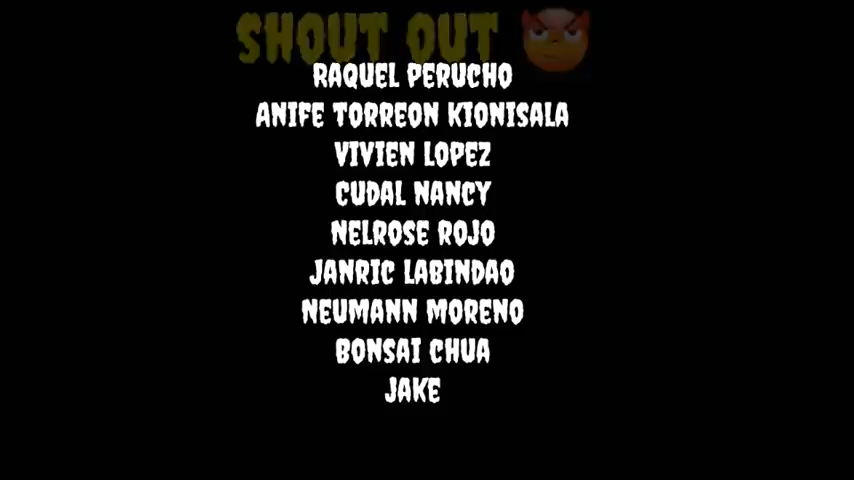 SHOUT OUT 😈
RAQUEL PERUCHO
ANIFE TORREON KIONISALA
VIVIEN LOPEZ
CUDAL NANCY
NELROSE ROJO
JANRIC LABINDAO
NEUMANN MORENO
BONSAI CHUA
JAKE